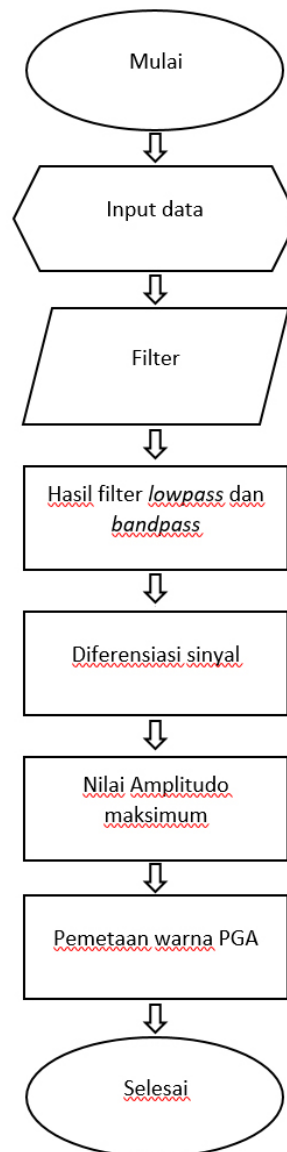 Mulai
Input data
Filter
Hasil filter lowpass dan
bandpass
Diferensiasi sinyal
Nilai Amplitudo
maksimum
Pemetaan warna PGA
Selesai